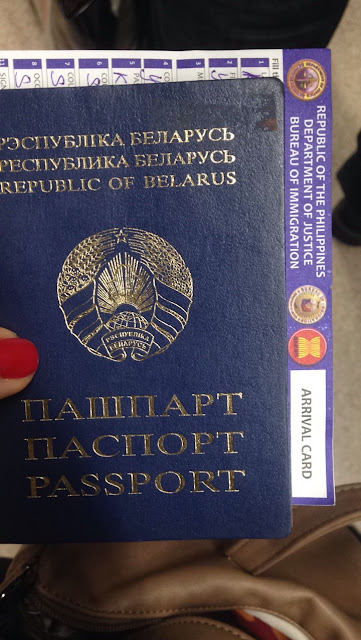 РЭСПУБЛІКА БЕЛАРУСЬ
РЕСПУБЛИКА БЕЛАРУСЬ
REPUBLIC OF BELARUS
РЭСПУБЛІКА
БЕЛАРУСЬ
ПАШПАРТ
ПАСПОРТ
PASSPORT
REPUBLIC OF THE PHILIPPINES
DEPARTMENT OF JUSTICE
BUREAU OF IMMIGRATION
ARRIVAL CARD